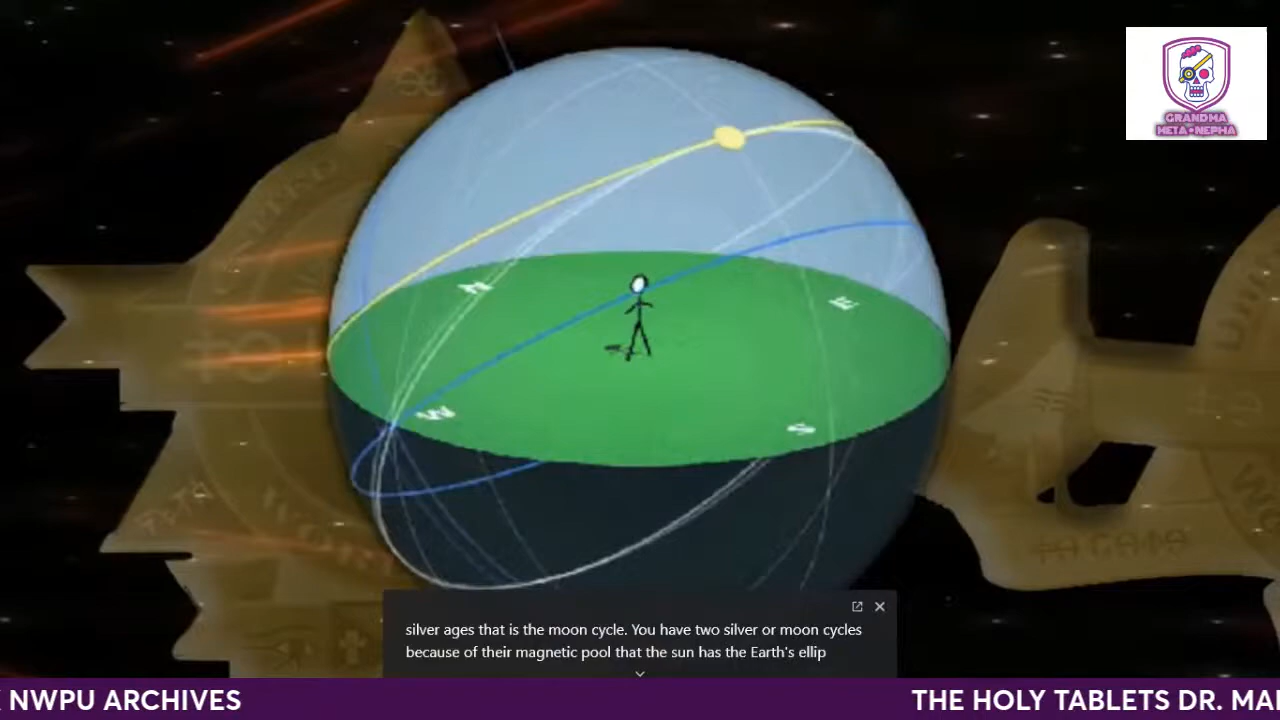 GRANDMA
META•NEPHA
N
E
W
S
silver ages that is the moon cycle. You have two silver or moon cycles
because of their magnetic pool that the sun has the Earth's ellip
NWPU ARCHIVES
THE HOLY TABLETS DR. MA